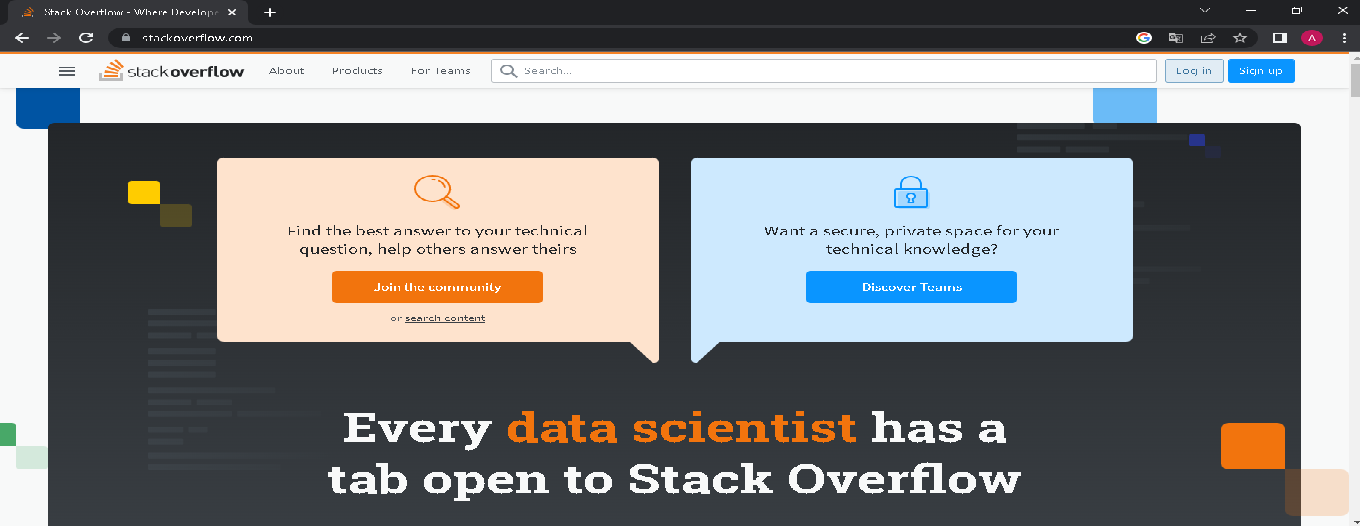 Stack Overflow - Where Develope
stackoverflow.com
A
stackoverflow About Products For Teams Search... Log in Sign up
Find the best answer to your technical
question, help others answer theirs
Join the community
or search content
Want a secure, private space for your
technical knowledge?
Discover Teams
Every data scientist has a
tab open to Stack Overflow